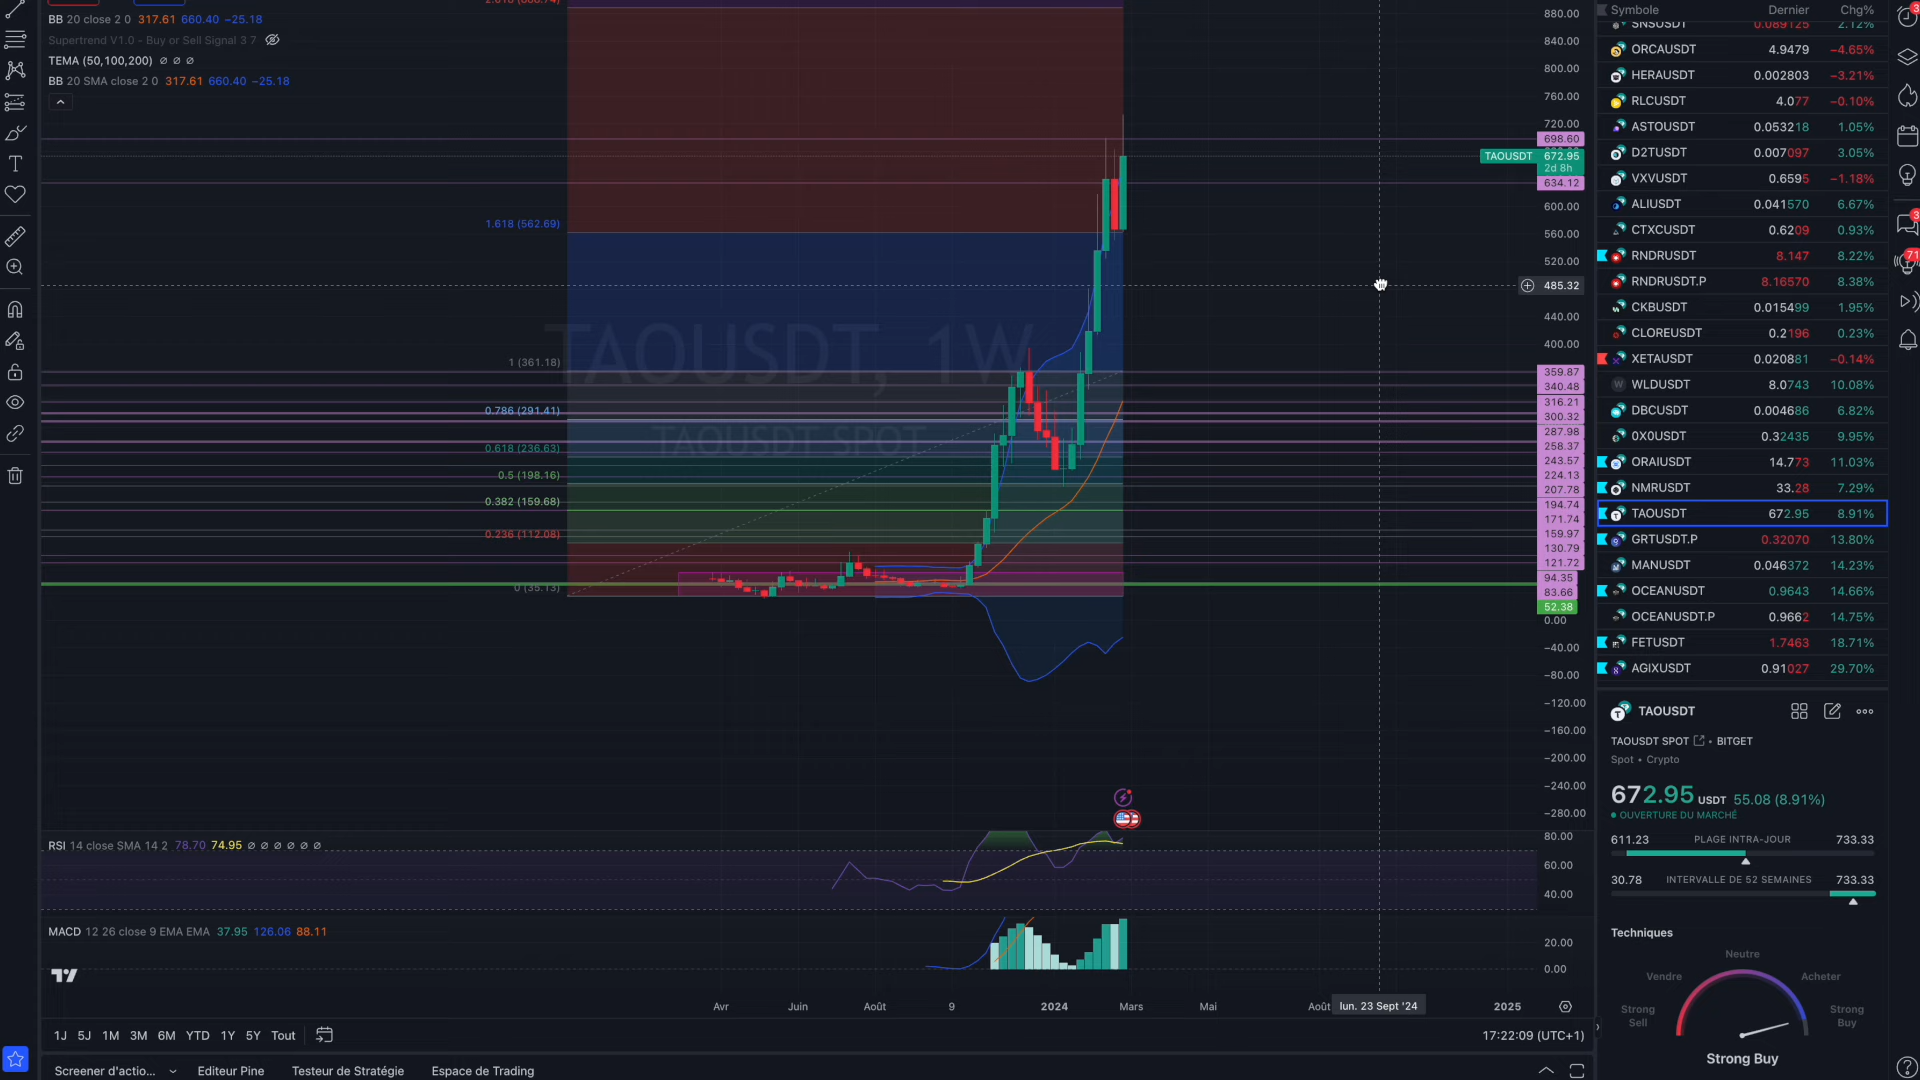 BB 20 close 2 0 317.61 660.40 −25.18
Supertrend V1.0 - Buy or Sell Signal 3 7
TEMA (50,100,200) ∅ ∅ ∅
BB 20 SMA close 2 0 317.61 660.40 −25.18
1.618 (562.69)
1 (361.18)
0.786 (291.41)
0.618 (236.63)
0.5 (198.16)
0.382 (159.68)
0.236 (112.08)
0 (35.13)
TAOUSDT, 1W
TAOUSDT SPOT
880.00
840.00
800.00
760.00
720.00
698.60
TAOUSDT 672.95
2d 8h
634.12
600.00
560.00
520.00
485.32
440.00
400.00
359.87
340.48
316.21
300.32
287.98
258.37
243.57
224.13
207.78
194.74
171.74
159.97
130.79
121.72
94.35
83.66
52.38
0.00
−40.00
−80.00
−120.00
−160.00
−200.00
−240.00
−280.00
RSI 14 close SMA 14 2 78.70 74.95 ∅ ∅ ∅ ∅ ∅ ∅
80.00
60.00
40.00
MACD 12 26 close 9 EMA EMA 37.95 126.06 88.11
20.00
0.00
Avr Juin Août 9 2024 Mars Mai Août lun. 23 Sept '24 2025
1J 5J 1M 3M 6M YTD 1Y 5Y Tout
17:22:09 (UTC+1)
Screener d'actio... Editeur Pine Testeur de Stratégie Espace de Trading
Symbole Dernier Chg%
SNSUSDT 0.089125 2.12%
ORCAUSDT 4.9479 −4.65%
HERAUSDT 0.002803 −3.21%
RLCUSDT 4.077 −0.10%
ASTOUSDT 0.053218 1.05%
D2TUSDT 0.007097 3.05%
VXVUSDT 0.6595 −1.18%
ALIUSDT 0.041570 6.67%
CTXCUSDT 0.6209 0.93%
RNDRUSDT 8.147 8.22%
RNDRUSDT.P 8.16570 8.38%
CKBUSDT 0.015499 1.95%
CLOREUSDT 0.2196 0.23%
XETAUSDT 0.020881 −0.14%
WLDUSDT 8.0743 10.08%
DBCUSDT 0.004686 6.82%
0X0USDT 0.32435 9.95%
ORAIUSDT 14.773 11.03%
NMRUSDT 33.28 7.29%
TAOUSDT 672.95 8.91%
GRTUSDT.P 0.32070 13.80%
MANUSDT 0.046372 14.23%
OCEANUSDT 0.9643 14.66%
OCEANUSDT.P 0.9662 14.75%
FETUSDT 1.7463 18.71%
AGIXUSDT 0.91027 29.70%
TAOUSDT
TAOUSDT SPOT • BITGET
Spot • Crypto
672.95 USDT 55.08 (8.91%)
OUVERTURE DU MARCHÉ
611.23 PLAGE INTRA-JOUR 733.33
30.78 INTERVALLE DE 52 SEMAINES 733.33
Techniques
Neutre
Vendre Acheter
Strong Sell
Strong Buy
Strong Buy
3
3
71